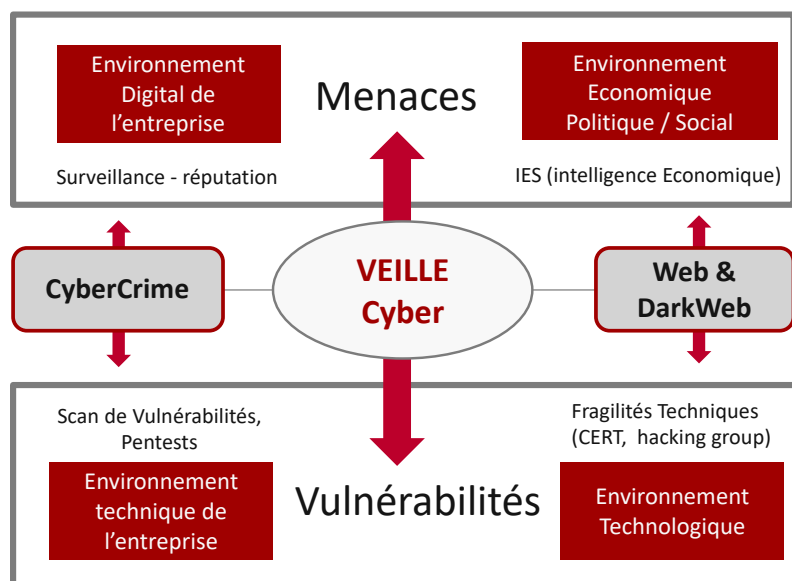 Environnement
Digital de
l'entreprise
Menaces
Environnement
Economique
Politique / Social
Surveillance - réputation
IES (intelligence Economique)
CyberCrime
VEILLE
Cyber
Web &
DarkWeb
Scan de Vulnérabilités,
Pentests
Fragilités Techniques
(CERT, hacking group)
Environnement
technique de
l'entreprise
Vulnérabilités
Environnement
Technologique